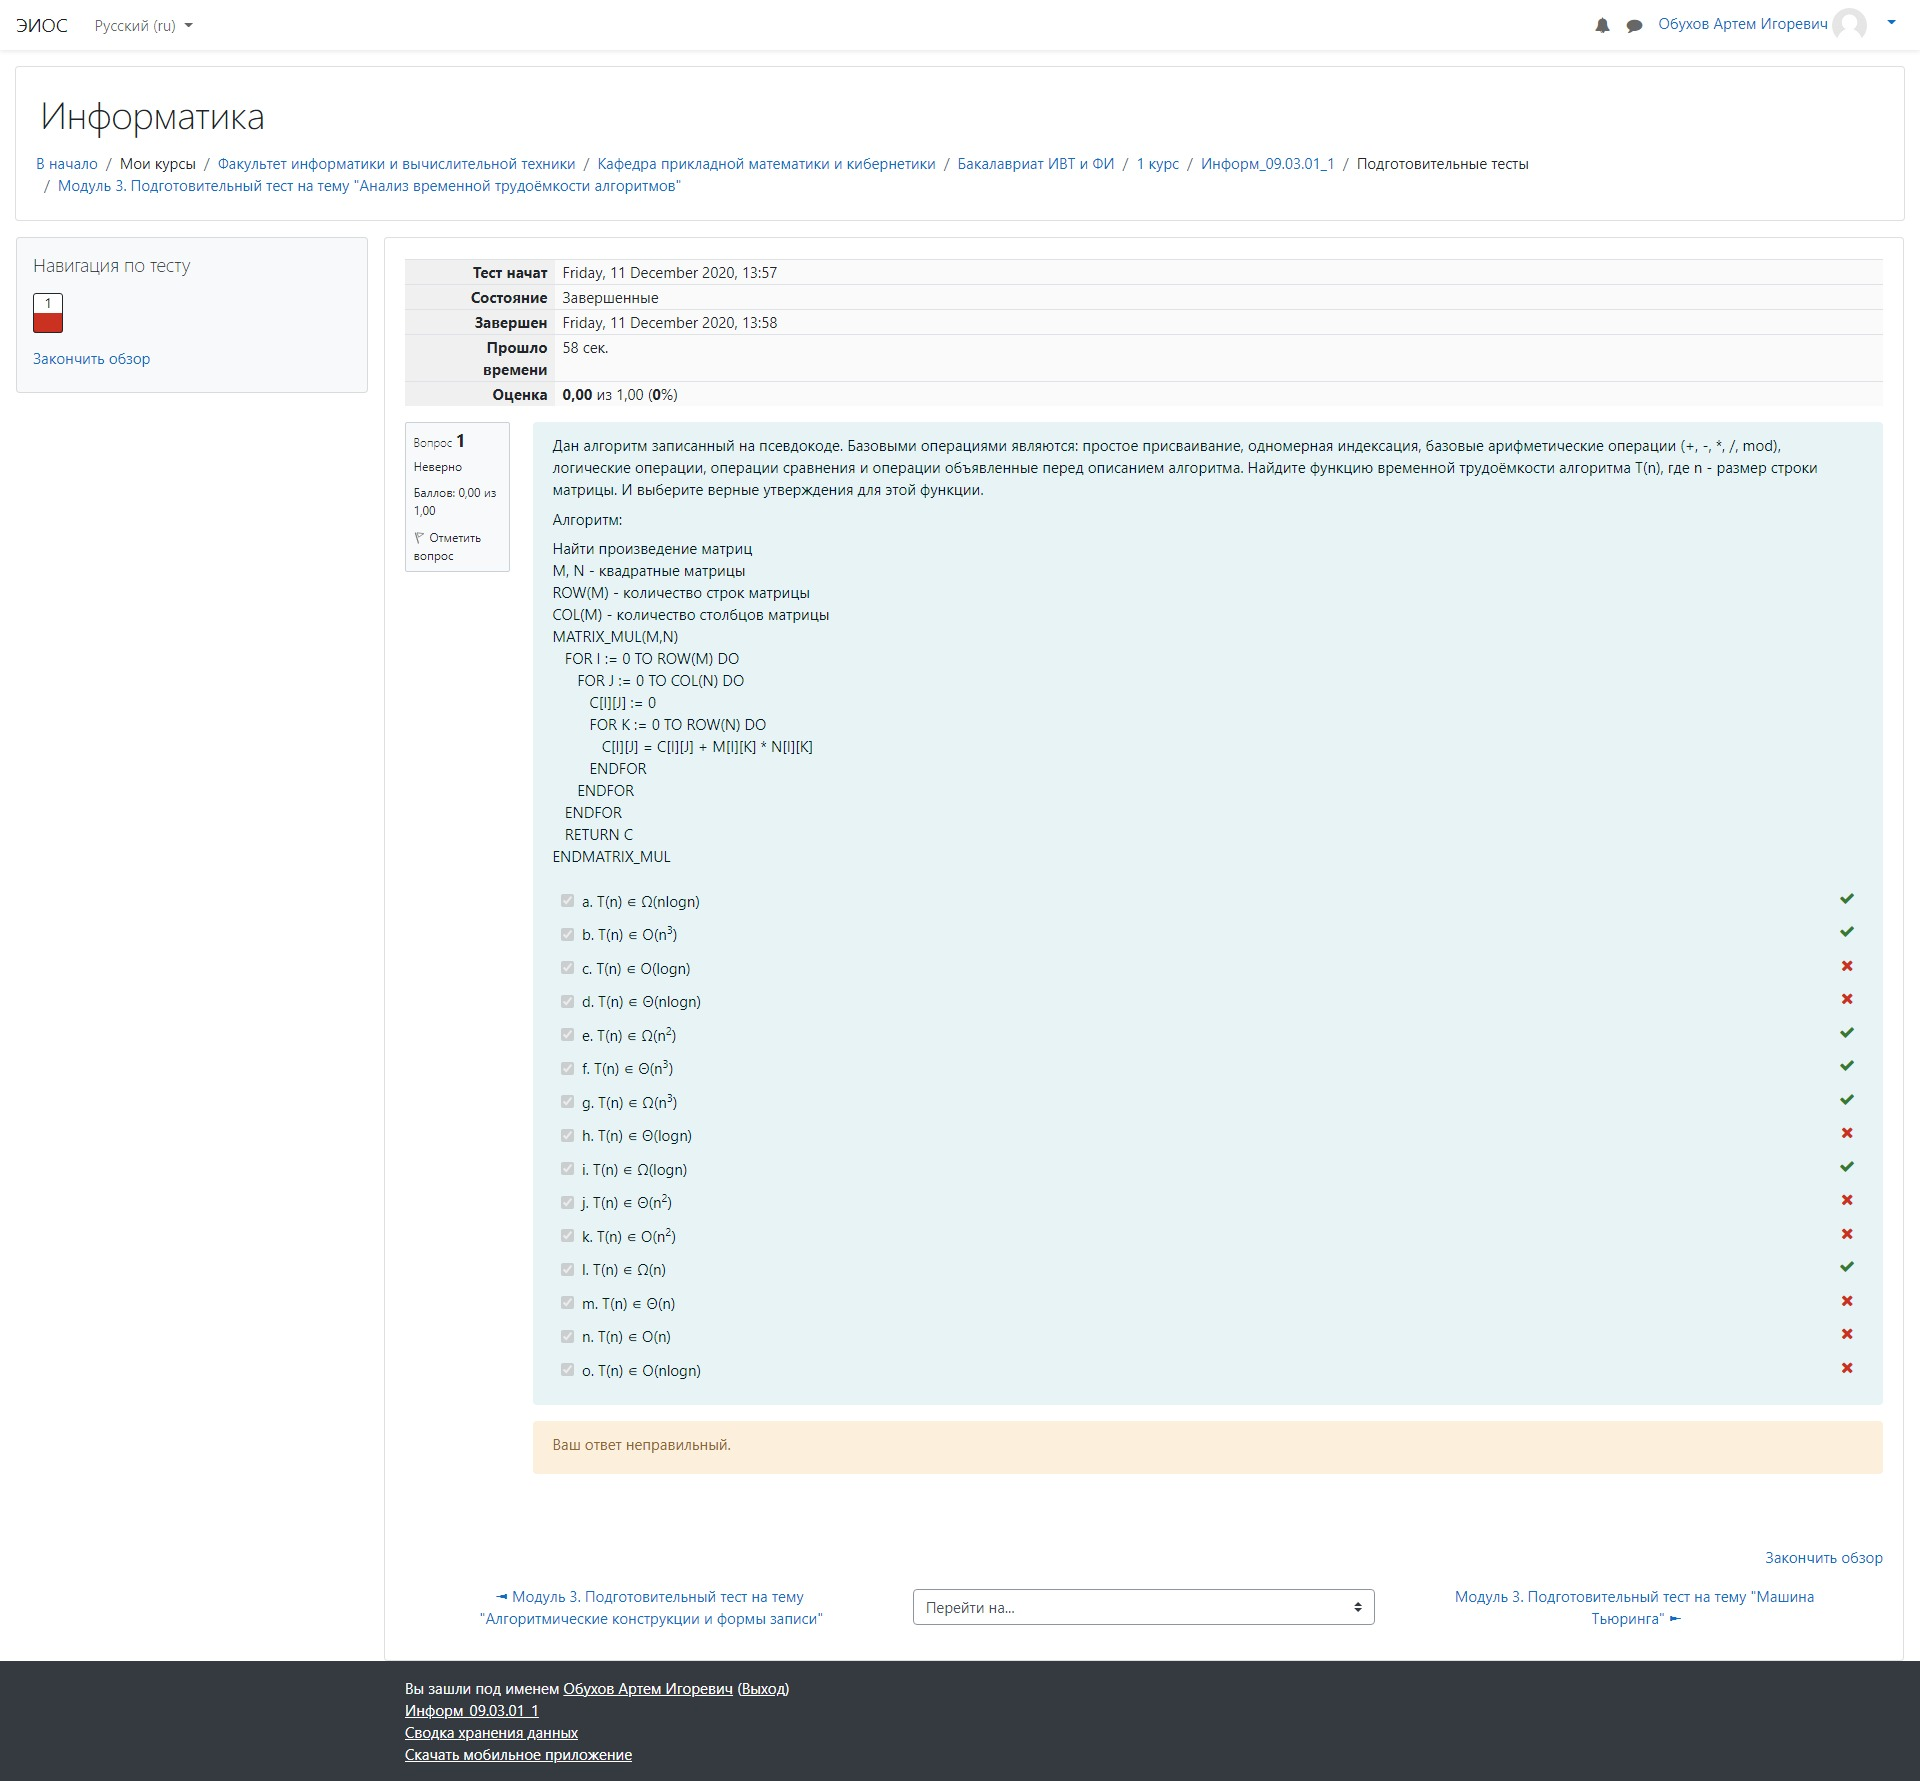 ЭИОС Русский (ru) Обухов Артем Игоревич
Информатика
В начало / Мои курсы / Факультет информатики и вычислительной техники / Кафедра прикладной математики и кибернетики / Бакалавриат ИВТ и ФИ / 1 курс / Информ_09.03.01_1 / Подготовительные тесты
/ Модуль 3. Подготовительный тест на тему "Анализ временной трудоёмкости алгоритмов"
Навигация по тесту
1
Закончить обзор
Тест начат Friday, 11 December 2020, 13:57
Состояние Завершенные
Завершен Friday, 11 December 2020, 13:58
Прошло 58 сек.
времени
Оценка 0,00 из 1,00 (0%)
Вопрос 1
Неверно
Баллов: 0,00 из
1,00
Отметить
вопрос
Дан алгоритм записанный на псевдокоде. Базовыми операциями являются: простое присваивание, одномерная индексация, базовые арифметические операции (+, -, *, /, mod),
логические операции, операции сравнения и операции объявленные перед описанием алгоритма. Найдите функцию временной трудоёмкости алгоритма T(n), где n - размер строки
матрицы. И выберите верные утверждения для этой функции.
Алгоритм:
Найти произведение матриц
M, N - квадратные матрицы
ROW(M) - количество строк матрицы
COL(M) - количество столбцов матрицы
MATRIX_MUL(M,N)
FOR I := 0 TO ROW(M) DO
FOR J := 0 TO COL(N) DO
C[I][J] := 0
FOR K := 0 TO ROW(N) DO
C[I][J] = C[I][J] + M[I][K] * N[I][K]
ENDFOR
ENDFOR
ENDFOR
RETURN C
ENDMATRIX_MUL
a. T(n) ∈ Ω(nlogn)
b. T(n) ∈ O(n³)
c. T(n) ∈ O(logn)
d. T(n) ∈ Θ(nlogn)
e. T(n) ∈ Ω(n²)
f. T(n) ∈ Θ(n³)
g. T(n) ∈ Ω(n³)
h. T(n) ∈ Θ(logn)
i. T(n) ∈ Ω(logn)
j. T(n) ∈ Θ(n²)
k. T(n) ∈ O(n²)
l. T(n) ∈ Ω(n)
m. T(n) ∈ Θ(n)
n. T(n) ∈ O(n)
o. T(n) ∈ O(nlogn)
Ваш ответ неправильный.
Закончить обзор
◄ Модуль 3. Подготовительный тест на тему
"Алгоритмические конструкции и формы записи"
Перейти на...
Модуль 3. Подготовительный тест на тему "Машина
Тьюринга" ►
Вы зашли под именем Обухов Артем Игоревич (Выход)
Информ_09.03.01_1
Сводка хранения данных
Скачать мобильное приложение